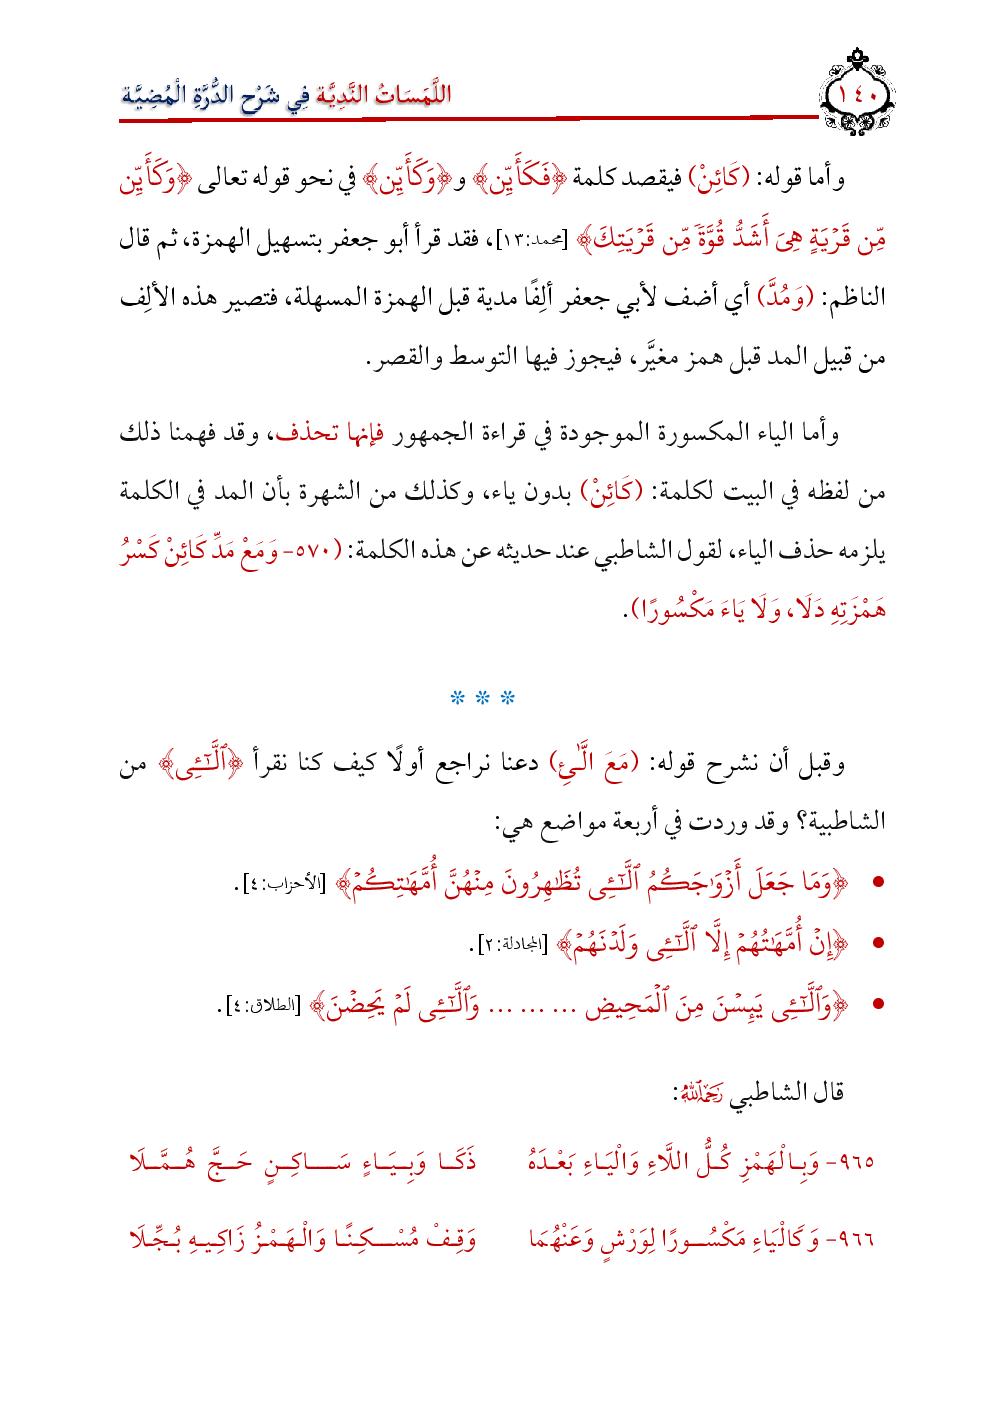 اللَّمَسَاتُ النَّدِيَّة فِي شَرْح الدُّرَّةِ الْمُضِيَّة
١٤٠
وأما قوله: (كَائِنْ) فيقصد كلمة ﴿فَكَأَيِّن﴾ و﴿وَكَأَيِّن﴾ في نحو قوله تعالى ﴿وَكَأَيِّن
مِّن قَرْيَةٍ هِىَ أَشَدُّ قُوَّةً مِّن قَرْيَتِكَ﴾ [محمد:١٣]، فقد قرأ أبو جعفر بتسهيل الهمزة، ثم قال
الناظم: (وَمُدَّ) أي أضف لأبي جعفر ألِفًا مدية قبل الهمزة المسهلة، فتصير هذه الألِف
من قبيل المد قبل همز مغيَّر، فيجوز فيها التوسط والقصر.
وأما الياء المكسورة الموجودة في قراءة الجمهور فإنها تحذف، وقد فهمنا ذلك
من لفظه في البيت لكلمة: (كَائِنْ) بدون ياء، وكذلك من الشهرة بأن المد في الكلمة
يلزمه حذف الياء، لقول الشاطبي عند حديثه عن هذه الكلمة: (٥٧٠- وَمَعْ مَدِّ كَائِنْ كَسْرُ
هَمْزَتِهِ دَلَا، وَلَا يَاءَ مَكْسُورًا).
* * *
وقبل أن نشرح قوله: (مَعَ الَّٰئِ) دعنا نراجع أولًا كيف كنا نقرأ ﴿ٱلَّٰٓـِٔى﴾ من
الشاطبية؟ وقد وردت في أربعة مواضع هي:
• ﴿وَمَا جَعَلَ أَزْوَٰجَكُمُ ٱلَّٰٓـِٔى تُظَٰهِرُونَ مِنْهُنَّ أُمَّهَٰتِكُمْ﴾ [الأحزاب:٤].
• ﴿إِنْ أُمَّهَٰتُهُمْ إِلَّا ٱلَّٰٓـِٔى وَلَدْنَهُمْ﴾ [المجادلة:٢].
• ﴿وَٱلَّٰٓـِٔى يَئِسْنَ مِنَ ٱلْمَحِيضِ ... ... ... وَٱلَّٰٓـِٔى لَمْ يَحِضْنَ﴾ [الطلاق:٤].
قال الشاطبي رَحِمَهُ ٱللَّهُ:
٩٦٥- وَبِالْهَمْزِ كُلُّ اللَّاءِ وَالْيَاءِ بَعْدَهُ ذَكَا وَبِيَاءٍ سَاكِنٍ حَجَّ هُمَّلَا
٩٦٦- وَكَالْيَاءِ مَكْسُورًا لِوَرْشٍ وَعَنْهُمَا وَقِفْ مُسْكِنًا وَالْهَمْزُ زَاكِيهِ بُجِّلَا